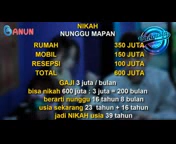 BANUN
NIKAH
NUNGGU MAPAN
RUMAH 350 JUTA
MOBIL 150 JUTA
RESEPSI 100 JUTA
TOTAL 600 JUTA
GAJI 3 juta / bulan
bisa nikah 600 juta : 3 juta = 200 bulan
berarti nunggu 16 tahun 8 bulan
usia sekarang 23 tahun + 16 tahun
jadi NIKAH usia 39 tahun